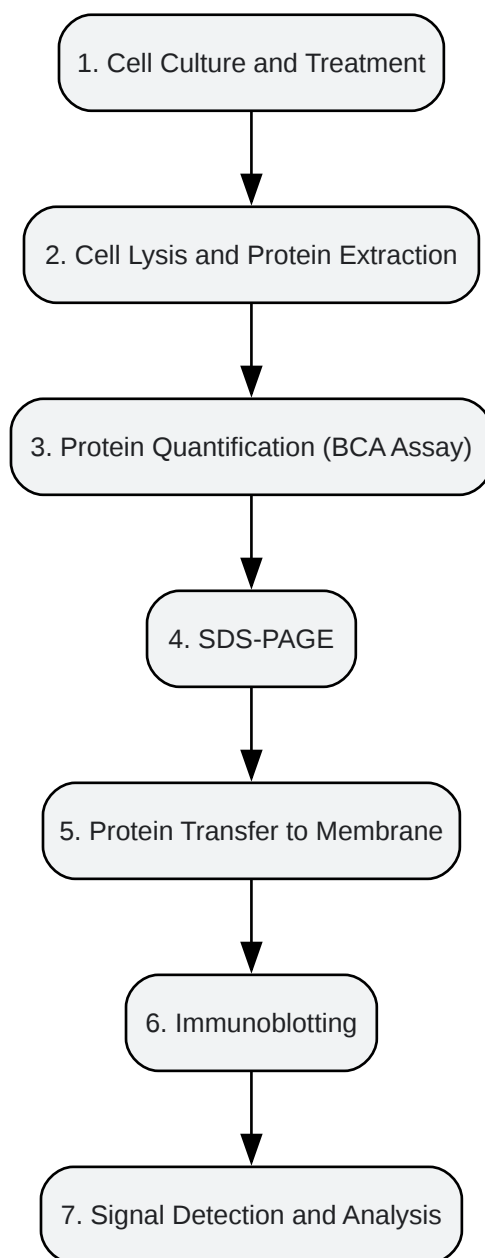 1. Cell Culture and Treatment
2. Cell Lysis and Protein Extraction
3. Protein Quantification (BCA Assay)
4. SDS-PAGE
5. Protein Transfer to Membrane
6. Immunoblotting
7. Signal Detection and Analysis